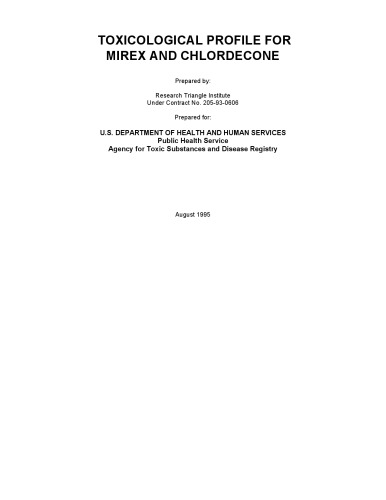 TOXICOLOGICAL PROFILE FOR
MIREX AND CHLORDECONE
Prepared by:
Research Triangle Institute
Under Contract No. 205-93-0606
Prepared for:
U.S. DEPARTMENT OF HEALTH AND HUMAN SERVICES
Public Health Service
Agency for Toxic Substances and Disease Registry
August 1995